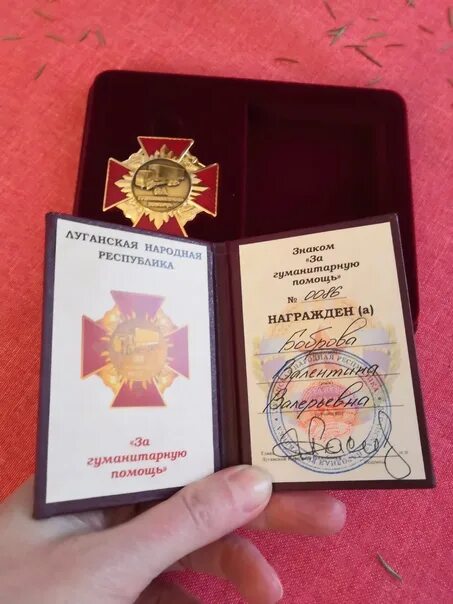 ЛУГАНСКАЯ НАРОДНАЯ
РЕСПУБЛИКА
«За
гуманитарную
помощь»
Знаком
«За
гуманитарную
помощь»
№ 0086
НАГРАЖДЕН (а)
Боброва
Валентина
Валерьевна